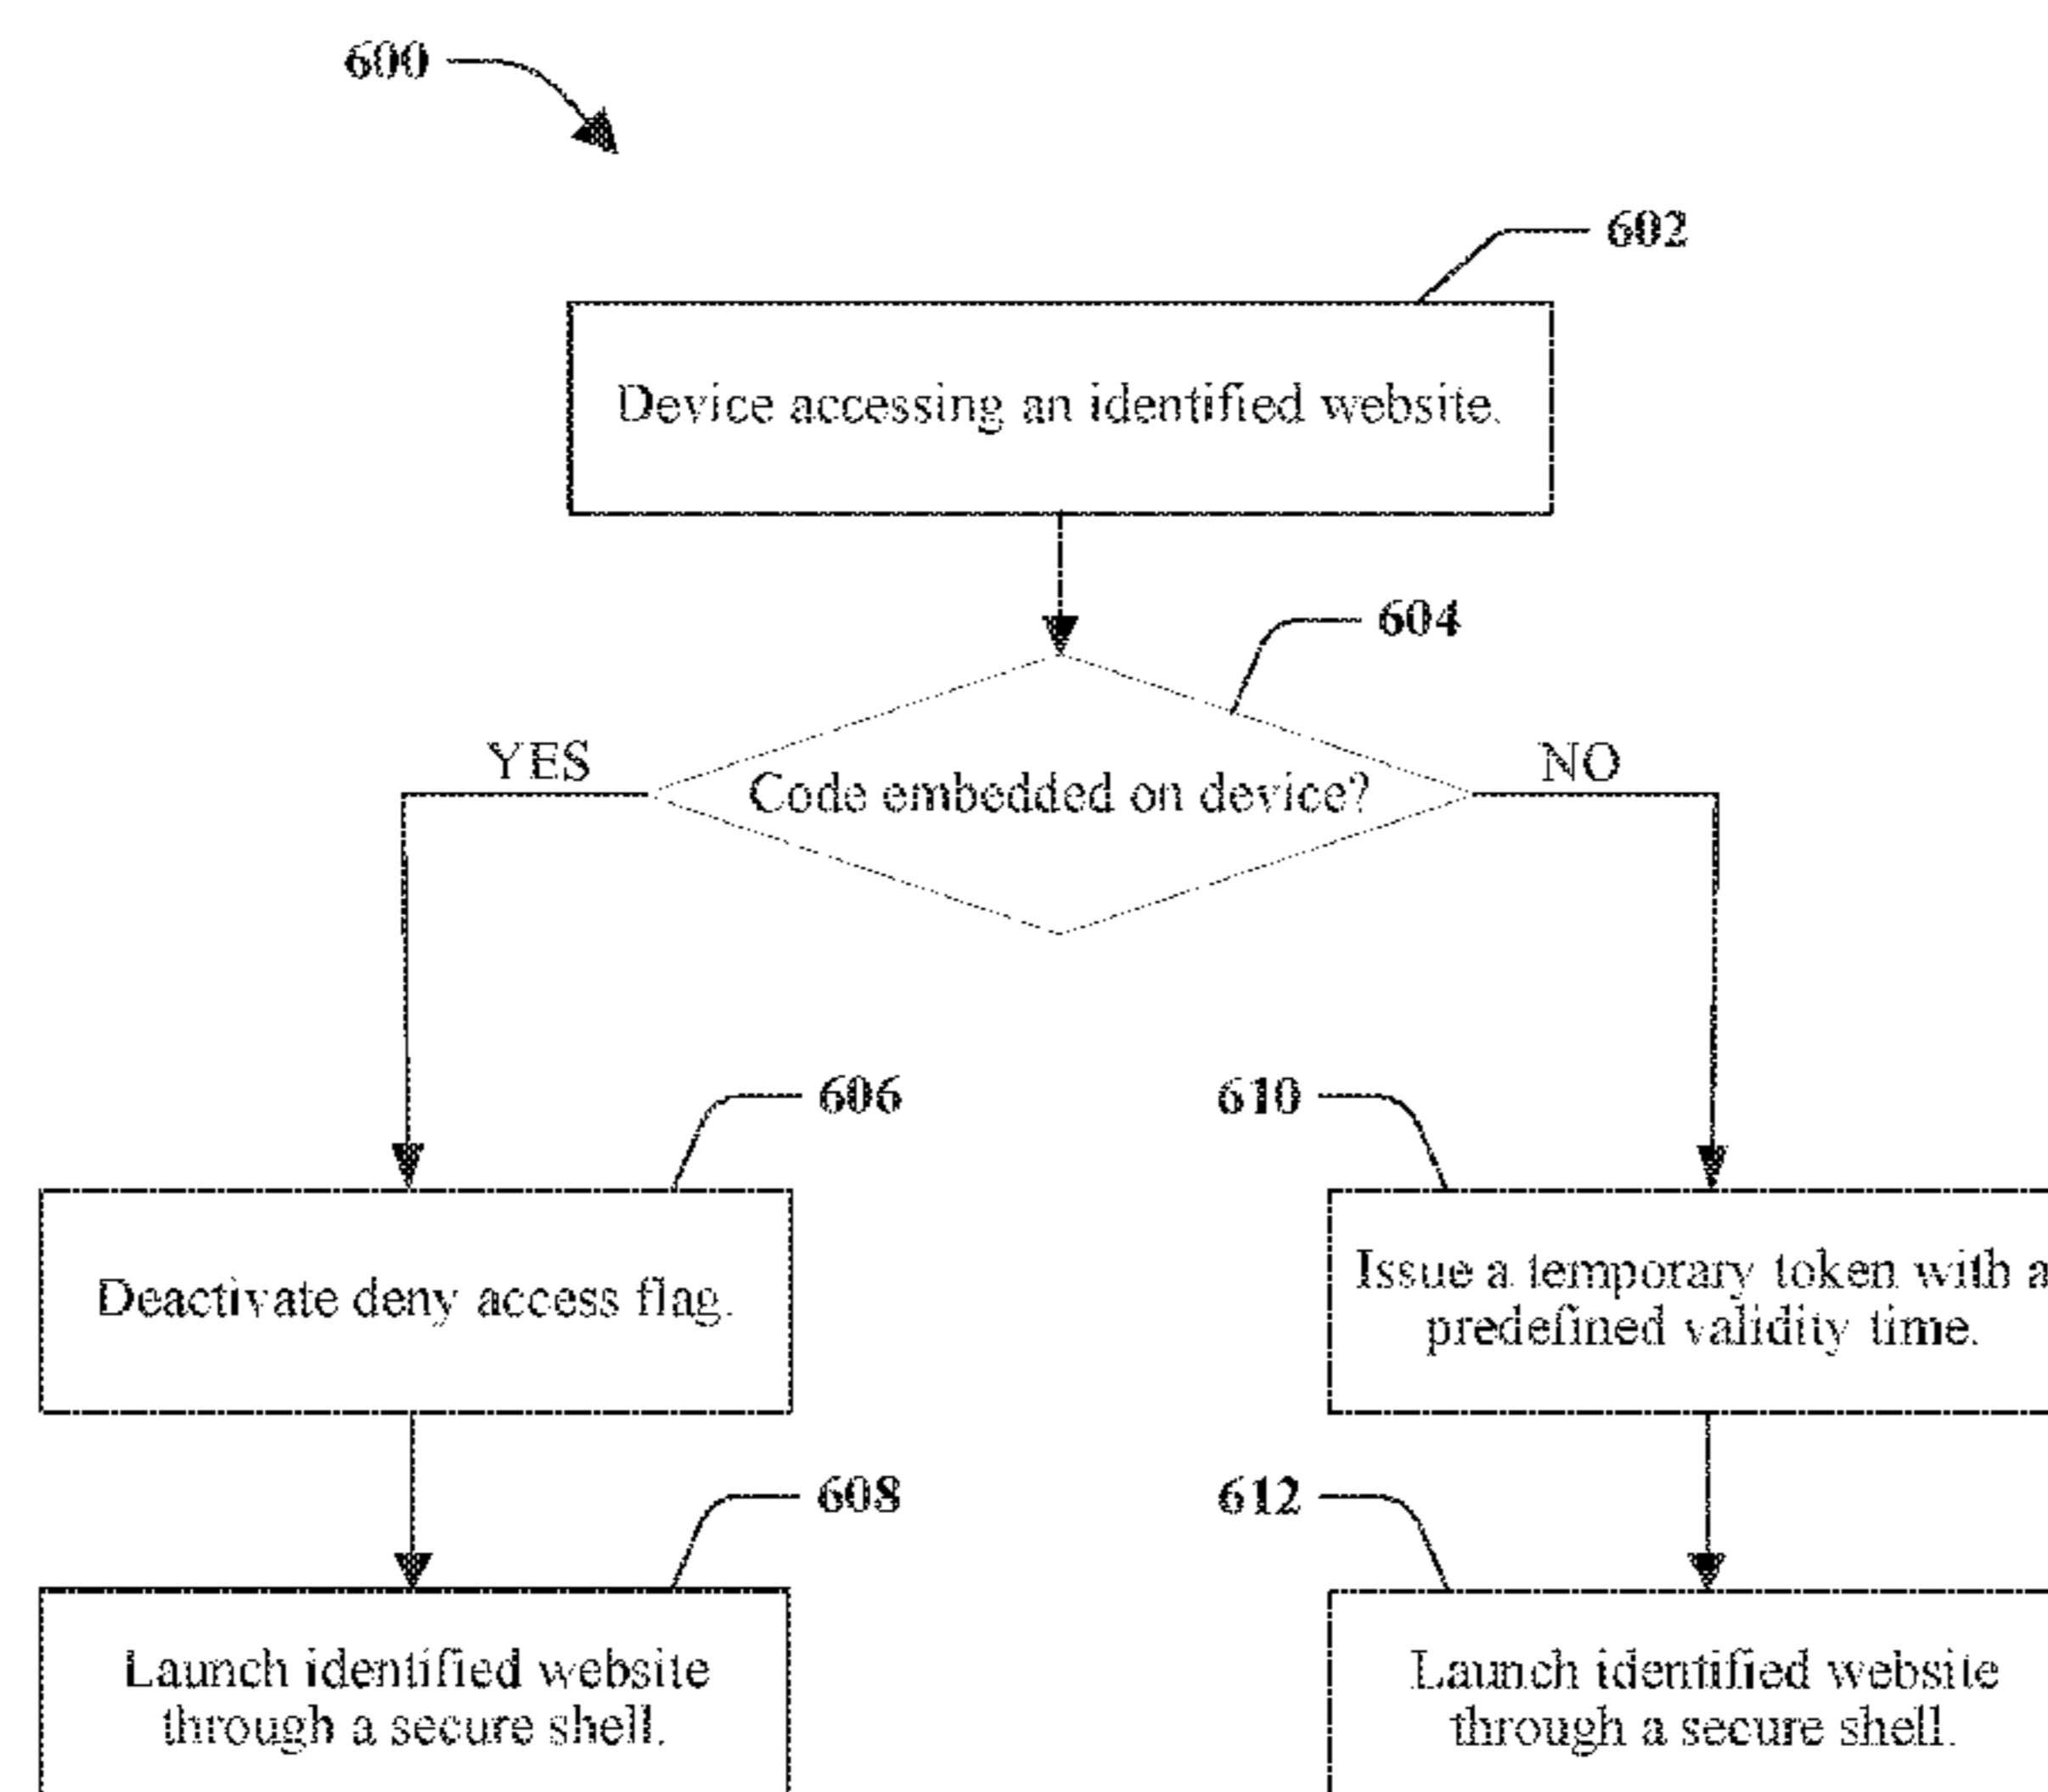 600
602
Device accessing an identified website.
604
YES
NO
Code embedded on device?
606
610
Deactivate deny access flag.
Issue a temporary token with a
predefined validity time.
608
612
Launch identified website
through a secure shell.
Launch identified website
through a secure shell.